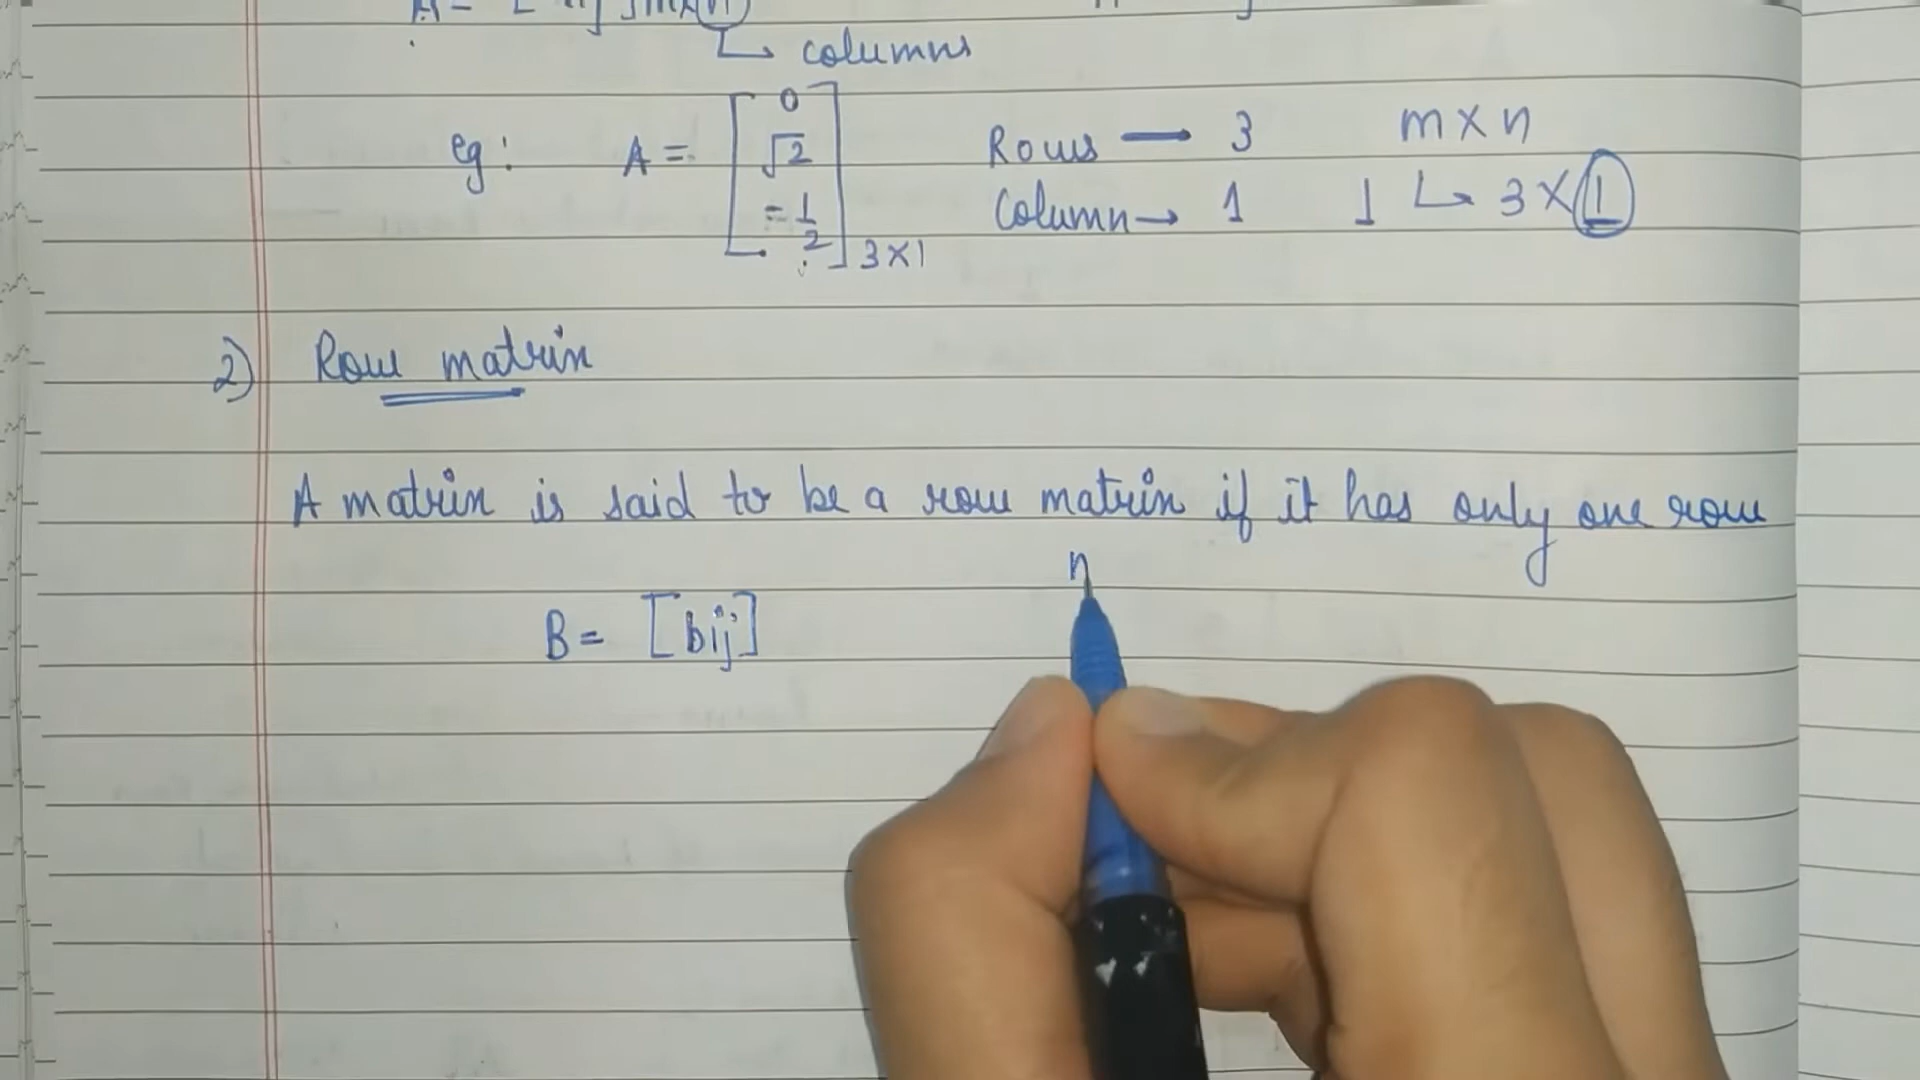 columns
eg: A = [ 0 √2 -1/2 ] 3×1
Rows — 3 m×n
Column → 1 1 ↳ 3×1
2) Row matrix
A matrix is said to be a row matrix if it has only one row
n
B = [bij]